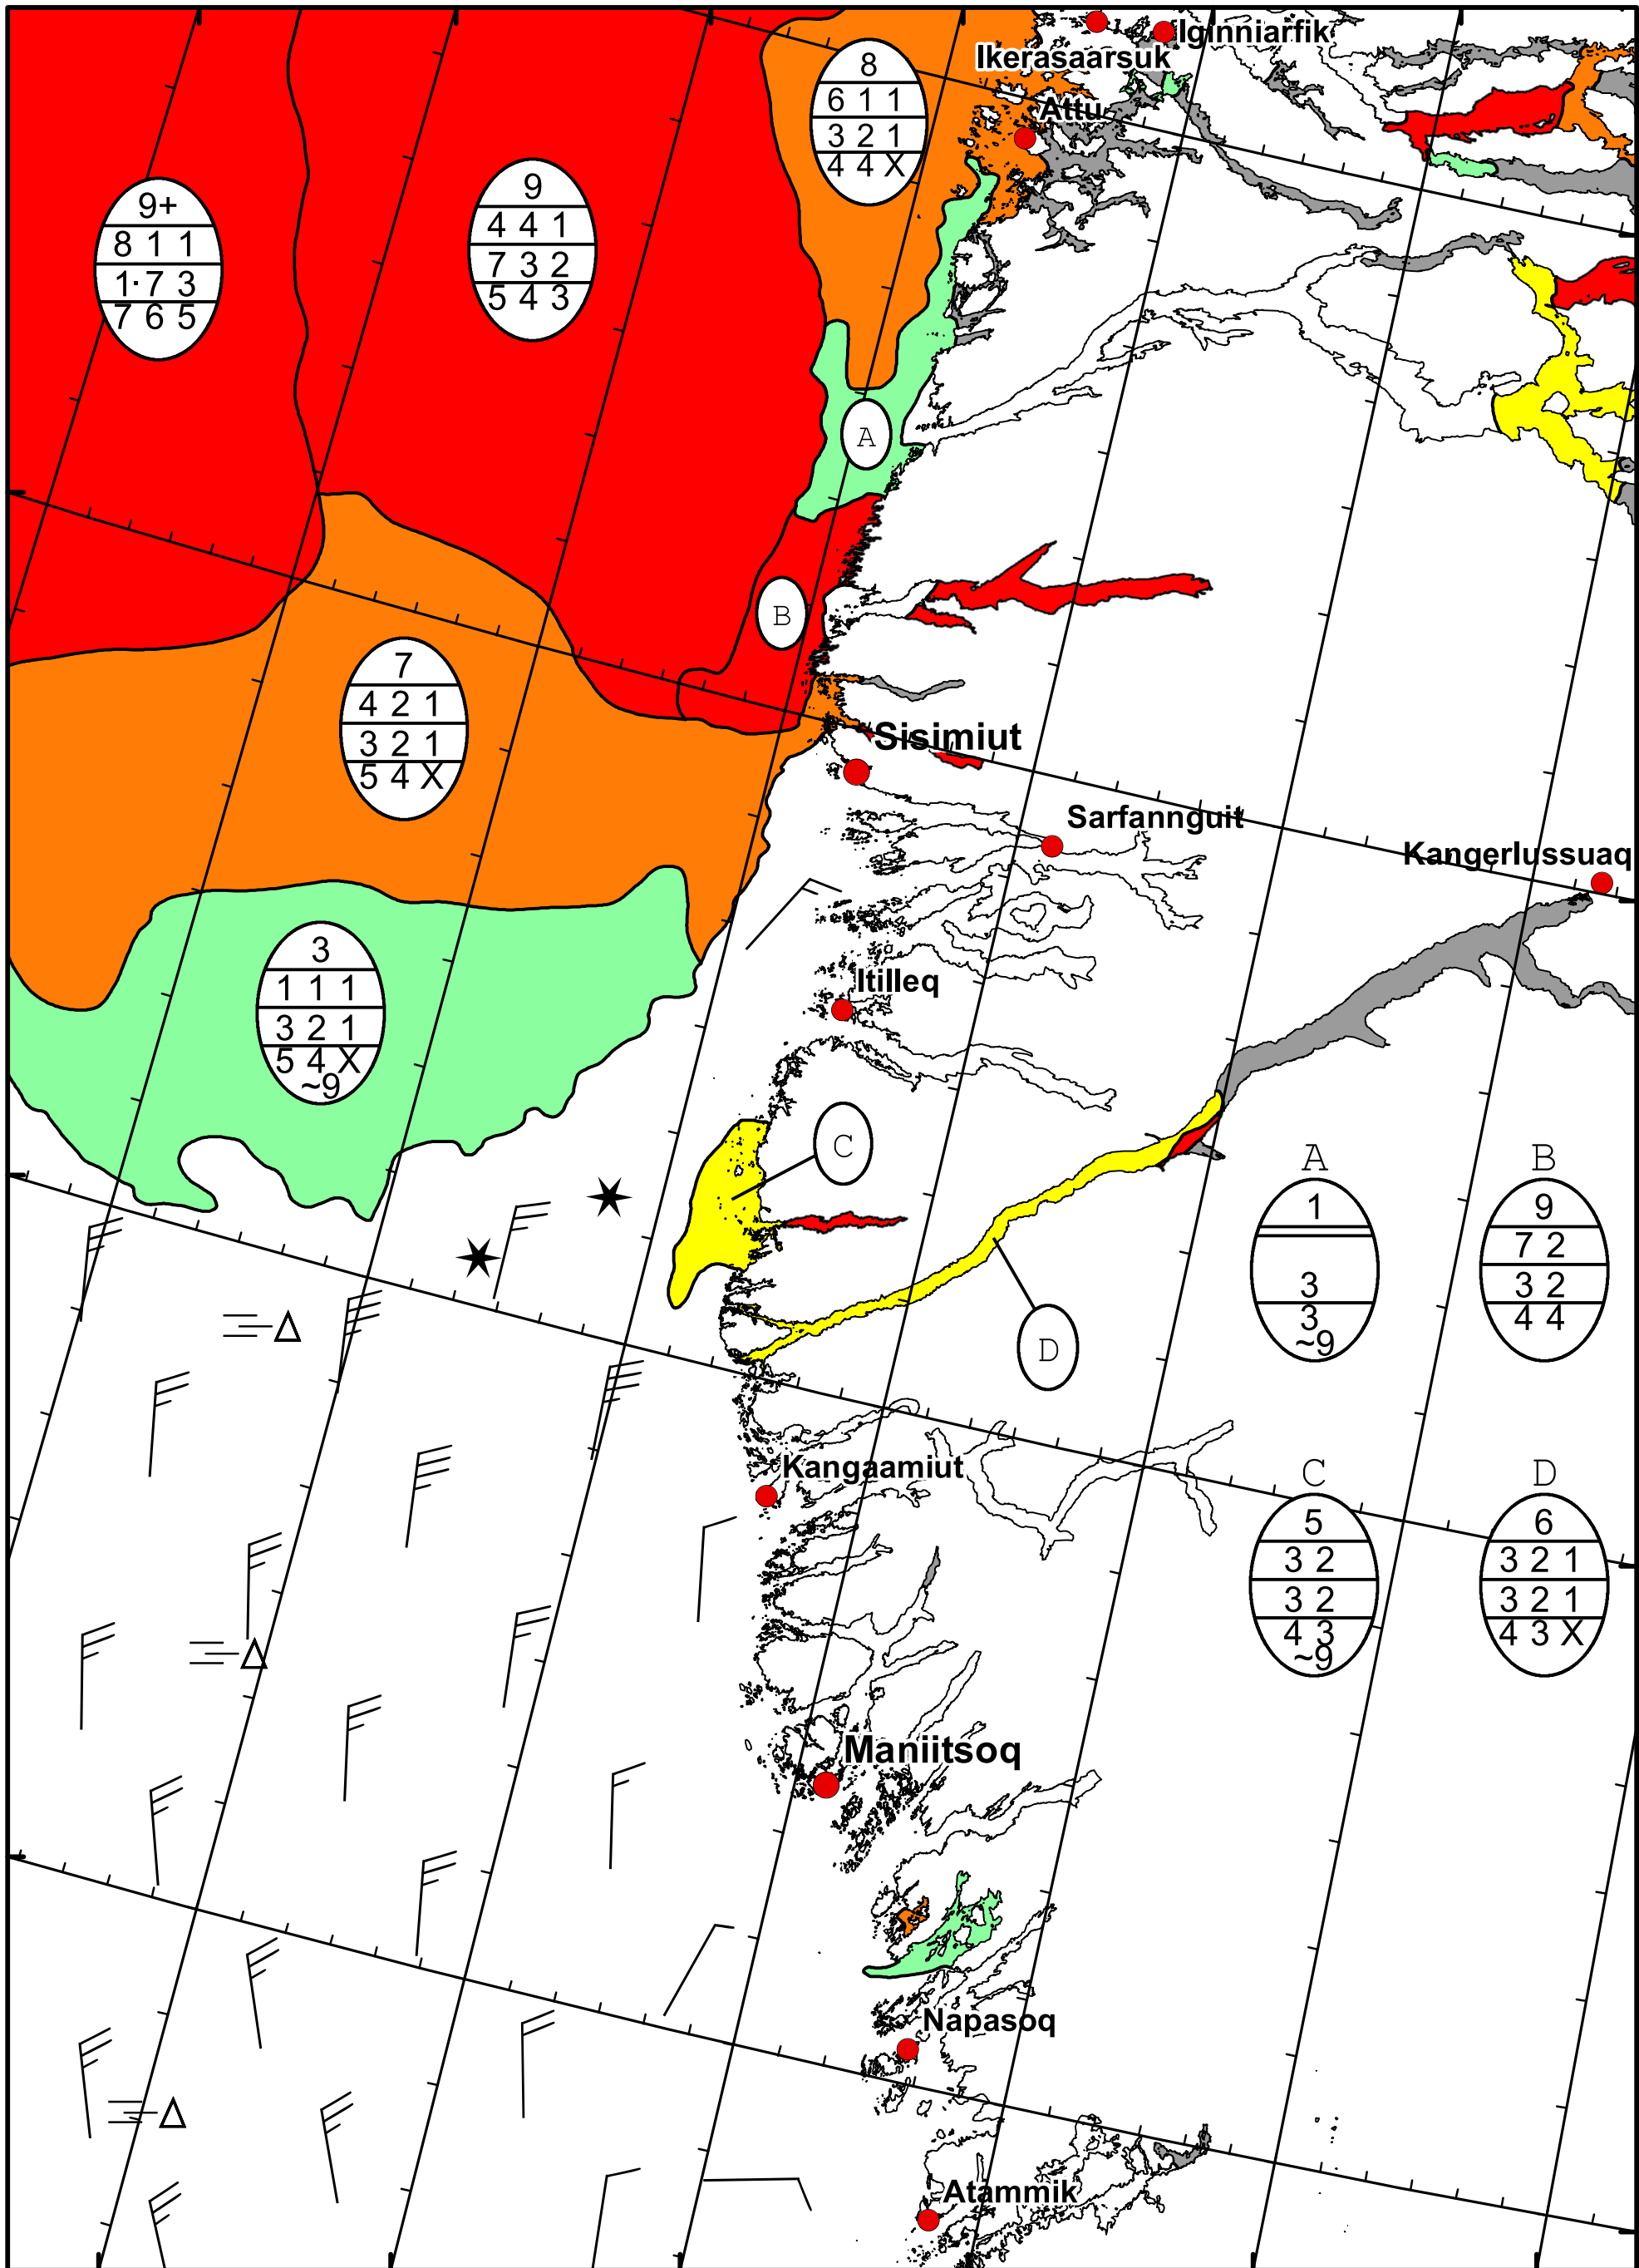 Iginniarfik
Ikerasaarsuk
Attu
8
6 1 1
3 2 1
4 4 X
9+
8 1 1
1· 7 3
7 6 5
9
4 4 1
7 3 2
5 4 3
A
B
7
4 2 1
3 2 1
5 4 X
Sisimiut
Sarfannguit
Kangerlussuaq
3
1 1 1
3 2 1
5 4 X
~9
Itilleq
C
D
A
1
3
3
~9
B
9
7 2
3 2
4 4
Kangaamiut
C
5
3 2
3 2
4 3
~9
D
6
3 2 1
3 2 1
4 3 X
Maniitsoq
Napasoq
Atammik